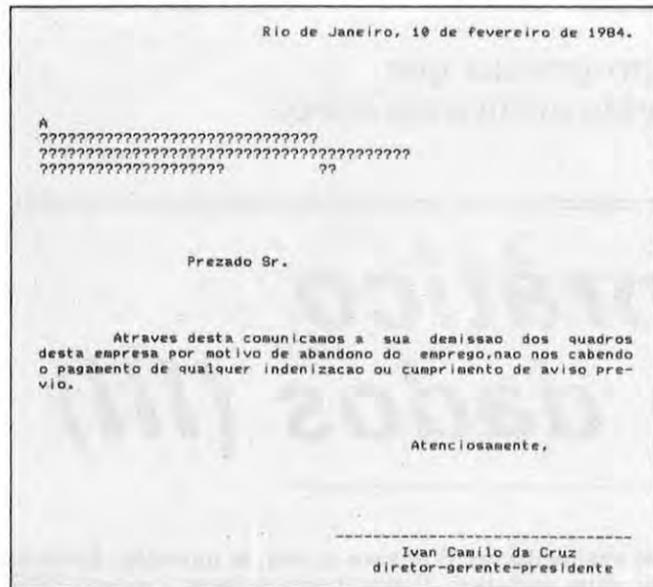 Rio de Janeiro, 10 de fevereiro de 1984.
A
??????????????????????????????
????????????????????????????????????????
???????????????????? ??
Prezado Sr.
Atraves desta comunicamos a sua demissao dos quadros
desta empresa por motivo de abandono do emprego,nao nos cabendo
o pagamento de qualquer indenizacao ou cumprimento de aviso pre-
vio.
Atenciosamente,
--------------------------------
Ivan Camilo da Cruz
diretor-gerente-presidente